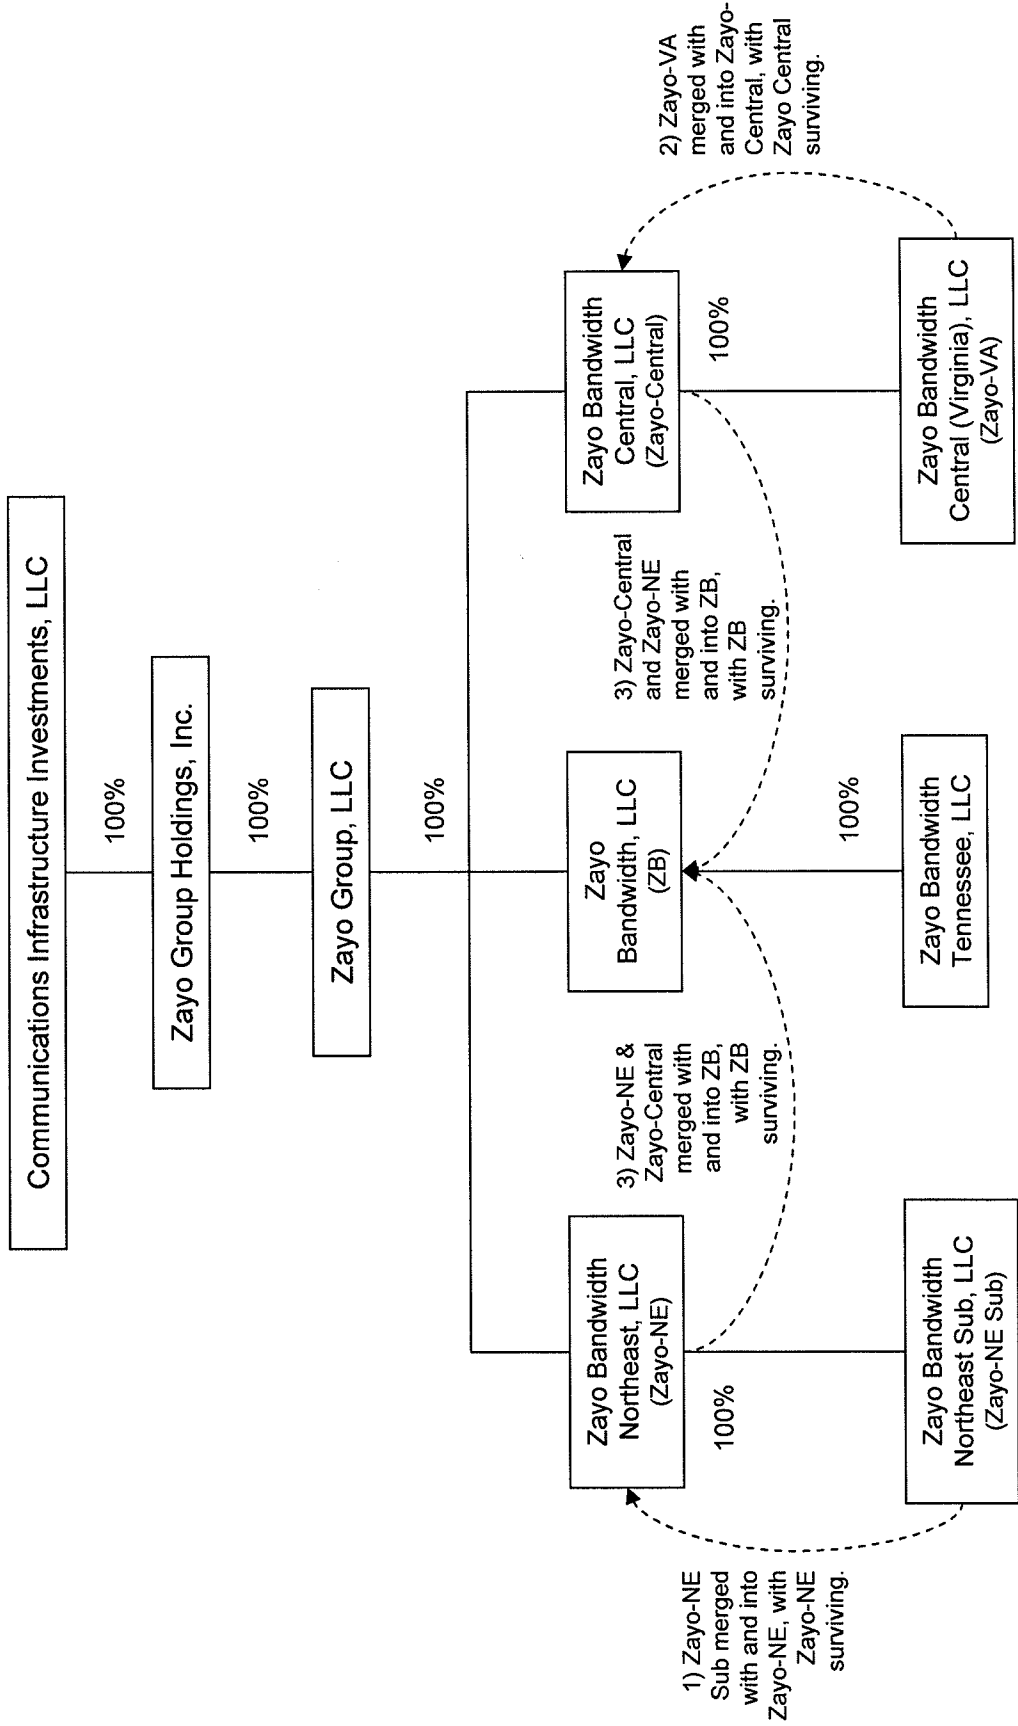 Communications Infrastructure Investments, LLC
100%
Zayo Group Holdings, Inc.
100%
Zayo Group, LLC
100%
Zayo Bandwidth
Northeast, LLC
(Zayo-NE)
Zayo
Bandwidth, LLC
(ZB)
Zayo Bandwidth
Central, LLC
(Zayo-Central)
1) Zayo-NE
Sub merged
with and into
Zayo-NE, with
Zayo-NE
surviving.
100%
3) Zayo-NE &
Zayo-Central
merged with
and into ZB,
with ZB
surviving.
3) Zayo-Central
and Zayo-NE
merged with
and into ZB,
with ZB
surviving.
100%
2) Zayo-VA
merged with
and into Zayo-
Central, with
Zayo Central
surviving.
100%
Zayo Bandwidth
Northeast Sub, LLC
(Zayo-NE Sub)
Zayo Bandwidth
Tennessee, LLC
Zayo Bandwidth
Central (Virginia), LLC
(Zayo-VA)